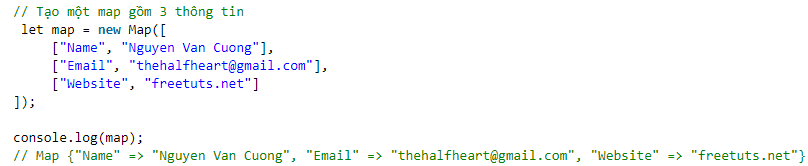 // Tạo một map gồm 3 thông tin
let map = new Map([
["Name", "Nguyen Van Cuong"],
["Email", "thehalfheart@gmail.com"],
["Website", "freetuts.net"]
]);
console.log(map);
// Map {"Name" => "Nguyen Van Cuong", "Email" => "thehalfheart@gmail.com", "Website" => "freetuts.net"}